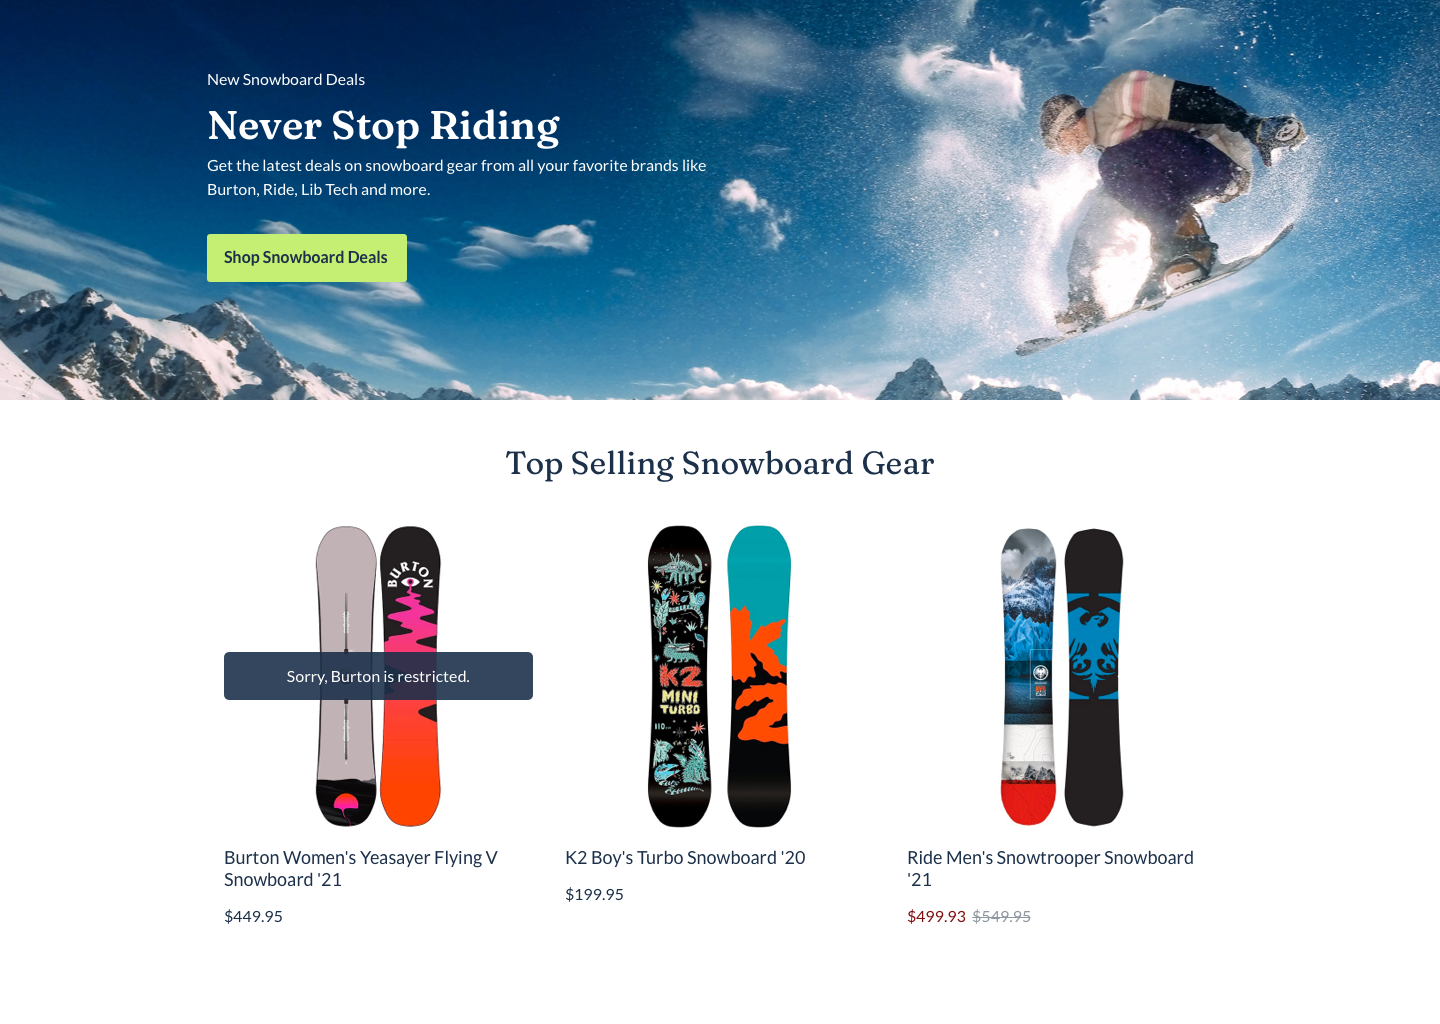 New Snowboard Deals
Never Stop Riding
Get the latest deals on snowboard gear from all your favorite brands like
Burton, Ride, Lib Tech and more.
Shop Snowboard Deals
Top Selling Snowboard Gear
BURTON
Sorry, Burton is restricted.
K2
MINI
TURBO
110
K2
Burton Women's Yeasayer Flying V
Snowboard '21
$449.95
K2 Boy's Turbo Snowboard '20
$199.95
Ride Men's Snowtrooper Snowboard
'21
$499.93 $549.95